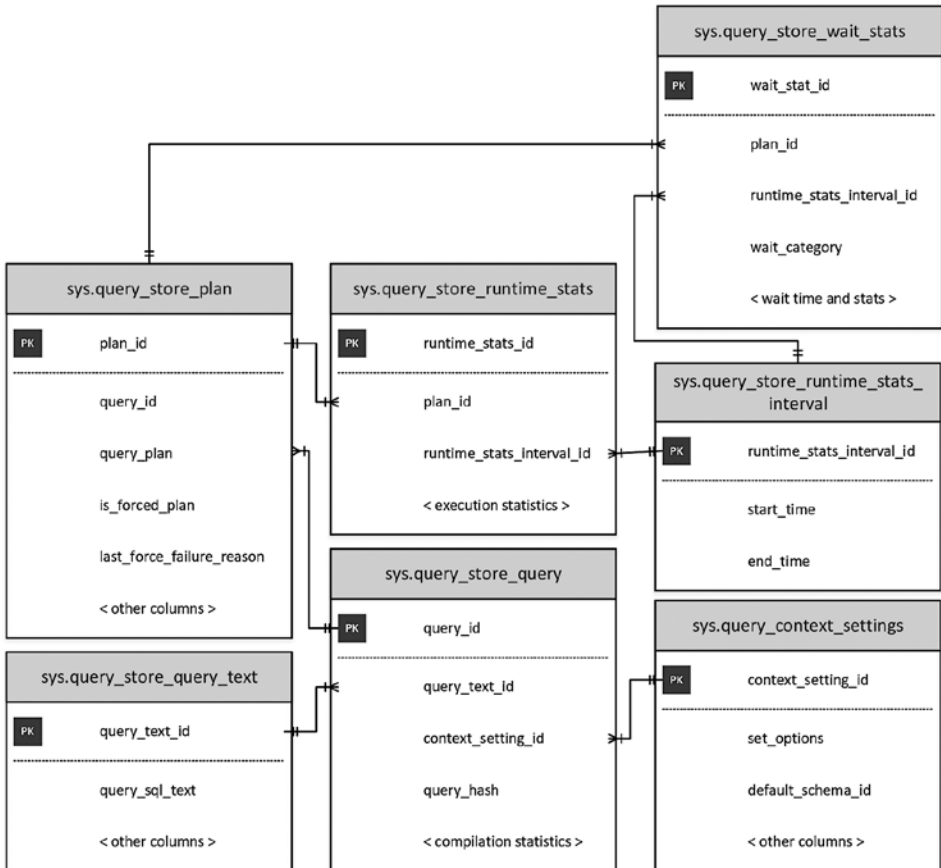 sys.query_store_wait_stats
PK wait_stat_id
plan_id
runtime_stats_interval_id
wait_category
< wait time and stats >
sys.query_store_plan
PK plan_id
query_id
query_plan
is_forced_plan
last_force_failure_reason
< other columns >
sys.query_store_runtime_stats
PK runtime_stats_id
plan_id
runtime_stats_interval_id
< execution statistics >
sys.query_store_runtime_stats_
interval
PK runtime_stats_interval_id
start_time
end_time
sys.query_store_query
PK query_id
query_text_id
context_setting_id
query_hash
< compilation statistics >
sys.query_store_query_text
PK query_text_id
query_sql_text
< other columns >
sys.query_context_settings
PK context_setting_id
set_options
default_schema_id
< other columns >